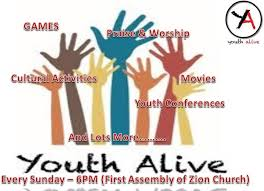 GAMES
Praise & Worship
youth alive
Cultural Activities
Movies
Youth Conferences
And Lots More...........
Youth Alive
Every Sunday – 6PM (First Assembly of Zion Church)